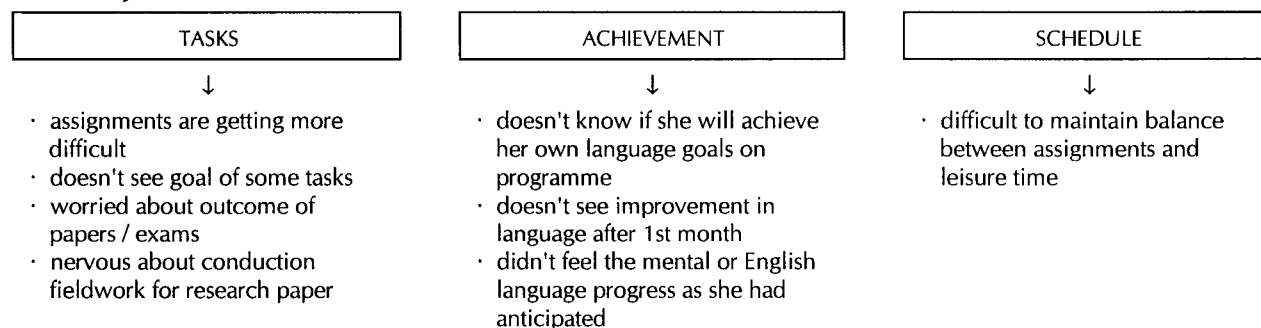 TASKS
↓
· assignments are getting more
difficult
· doesn't see goal of some tasks
· worried about outcome of
papers / exams
· nervous about conduction
fieldwork for research paper
ACHIEVEMENT
↓
· doesn't know if she will achieve
her own language goals on
programme
· doesn't see improvement in
language after 1st month
· didn't feel the mental or English
language progress as she had
anticipated
SCHEDULE
↓
· difficult to maintain balance
between assignments and
leisure time